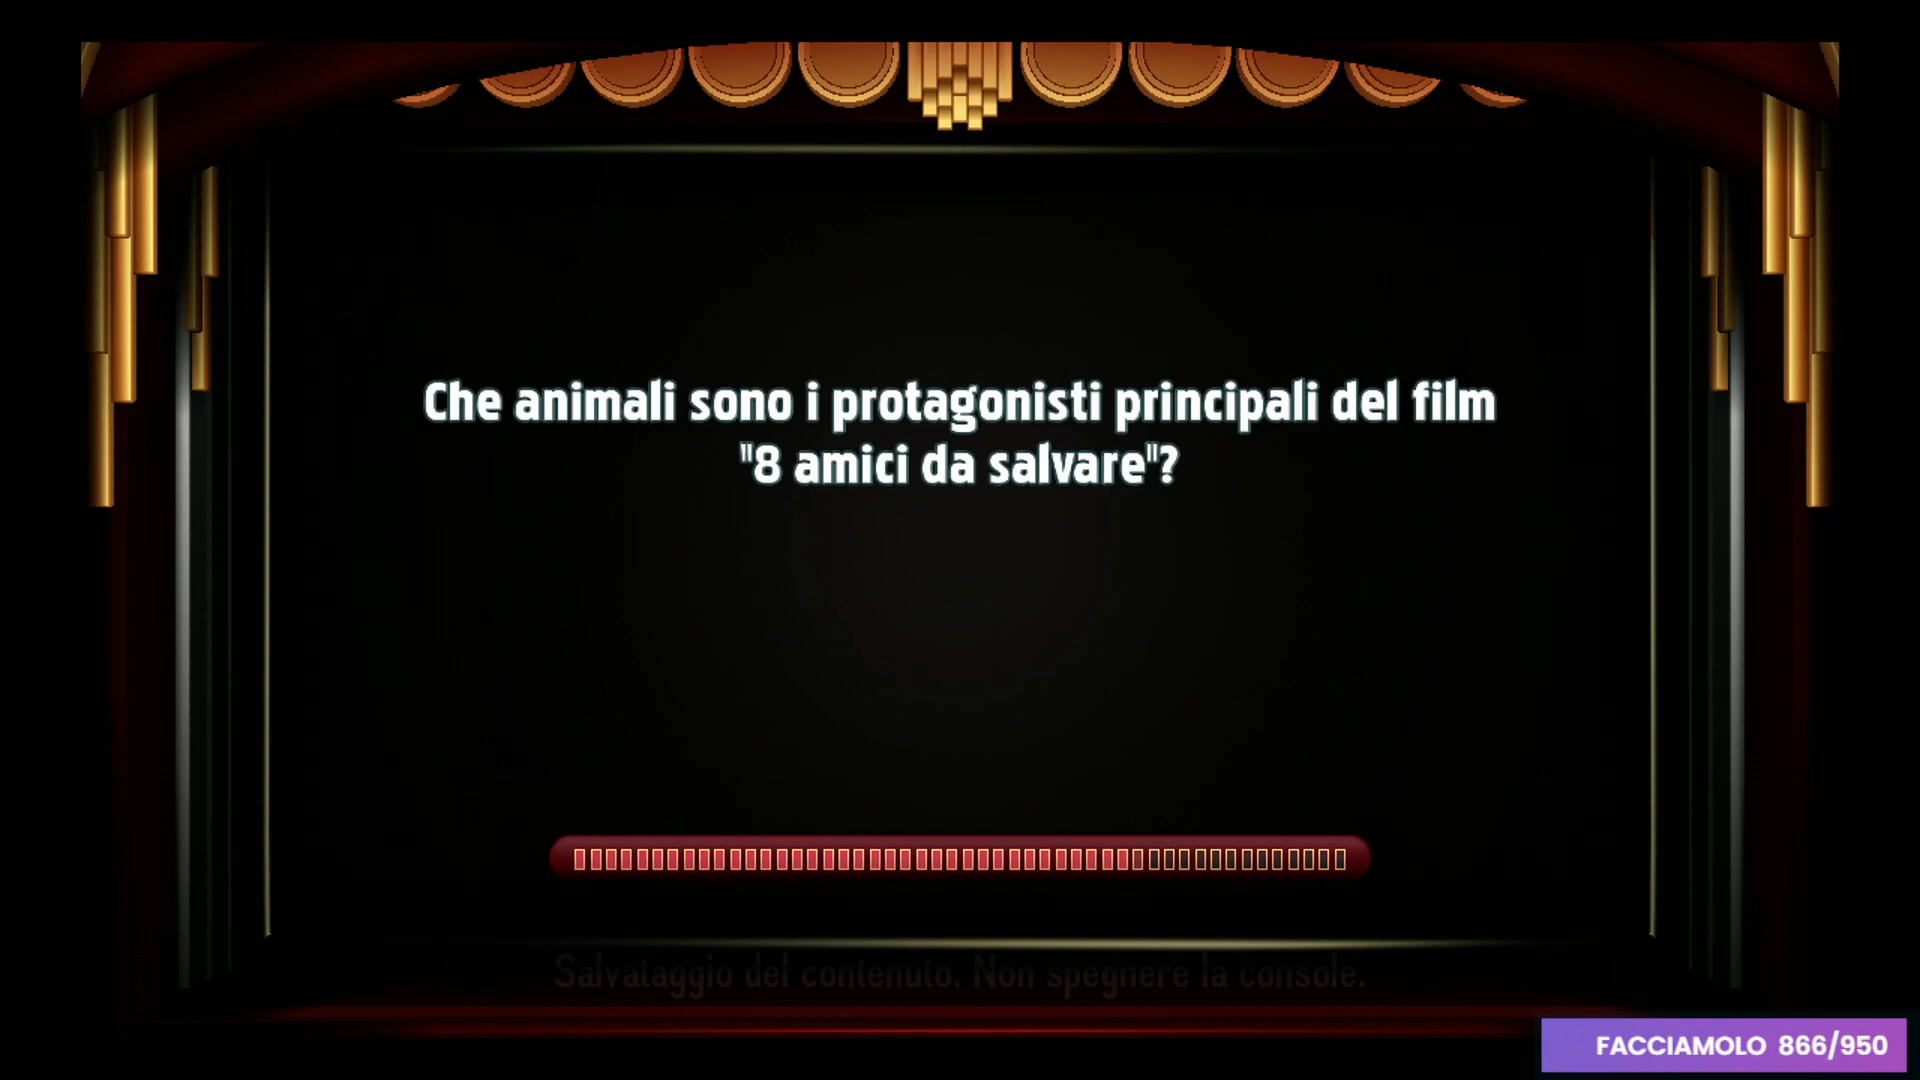 Che animali sono i protagonisti principali del film
"8 amici da salvare"?
Salvataggio del contenuto. Non spegnere la console.
FACCIAMOLO 866/950